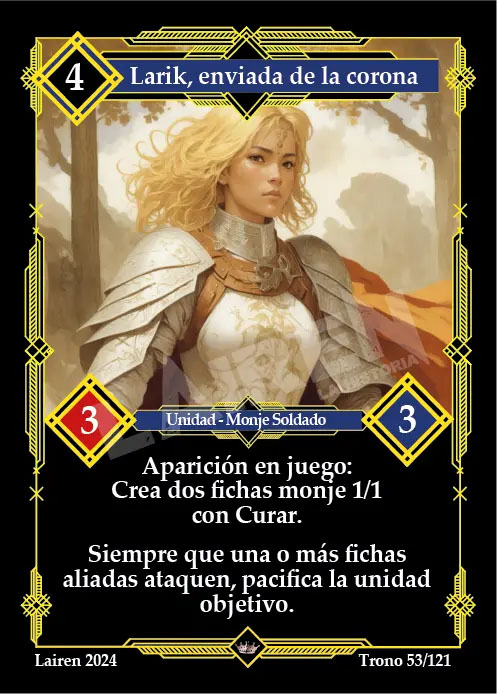 4
Larik, enviada de la corona
3
Unidad - Monje Soldado
3
Aparición en juego:
Crea dos fichas monje 1/1
con Curar.
Siempre que una o más fichas
aliadas ataquen, pacifica la unidad
objetivo.
Lairen 2024
Trono 53/121